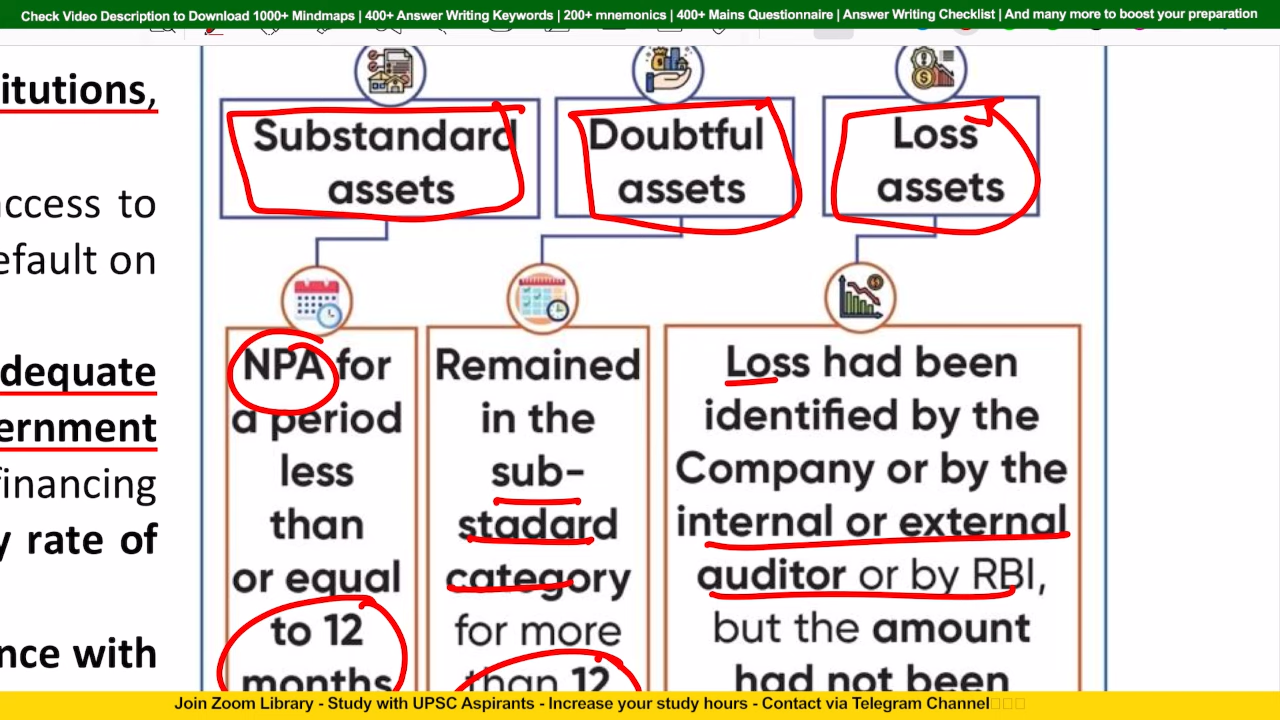 Check Video Description to Download 1000+ Mindmaps | 400+ Answer Writing Keywords | 200+ mnemonics | 400+ Mains Questionnaire | Answer Writing Checklist | And many more to boost your preparation
itutions,
ccess to
efault on
dequate
ernment
financing
y rate of
nce with
Substandard
assets
Doubtful
assets
Loss
assets
NPA for
a period
less
than
or equal
to 12
months
Remained
in the
sub-
stadard
category
for more
than 12
Loss had been
identified by the
Company or by the
internal or external
auditor or by RBI,
but the amount
had not been
Join Zoom Library - Study with UPSC Aspirants - Increase your study hours - Contact via Telegram Channel